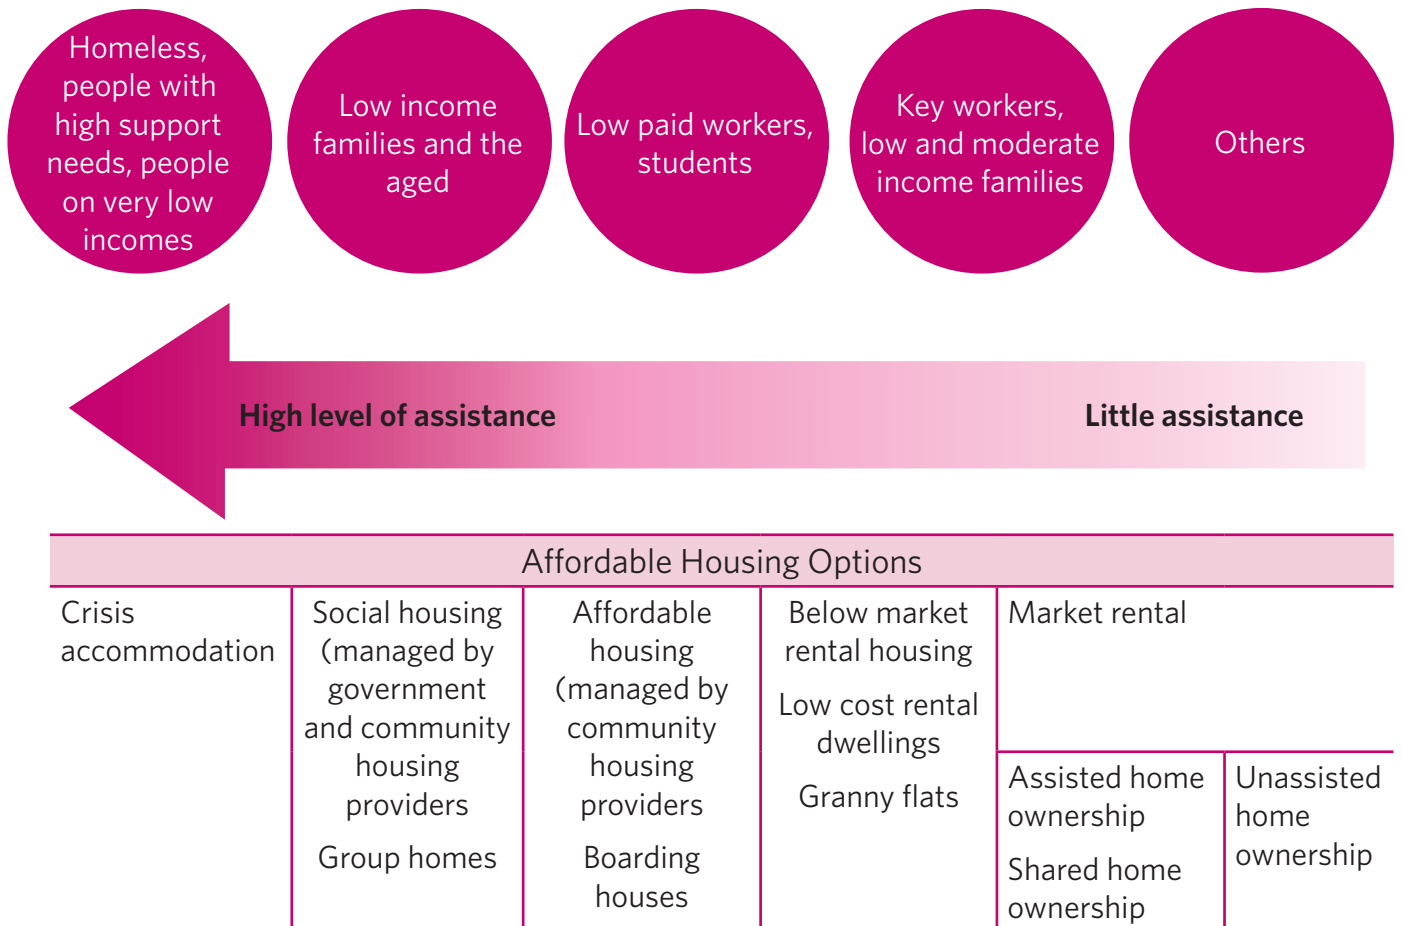 Homeless,
people with
high support
needs, people
on very low
incomes
Low income
families and the
aged
Low paid workers,
students
Key workers,
low and moderate
income families
Others
High level of assistance
Little assistance
Affordable Housing Options
Crisis
accommodation
Social housing
(managed by
government
and community
housing
providers
Group homes
Affordable
housing
(managed by
community
housing
providers
Boarding
houses
Below market
rental housing
Low cost rental
dwellings
Granny flats
Market rental
Assisted home
ownership
Shared home
ownership
Unassisted
home
ownership